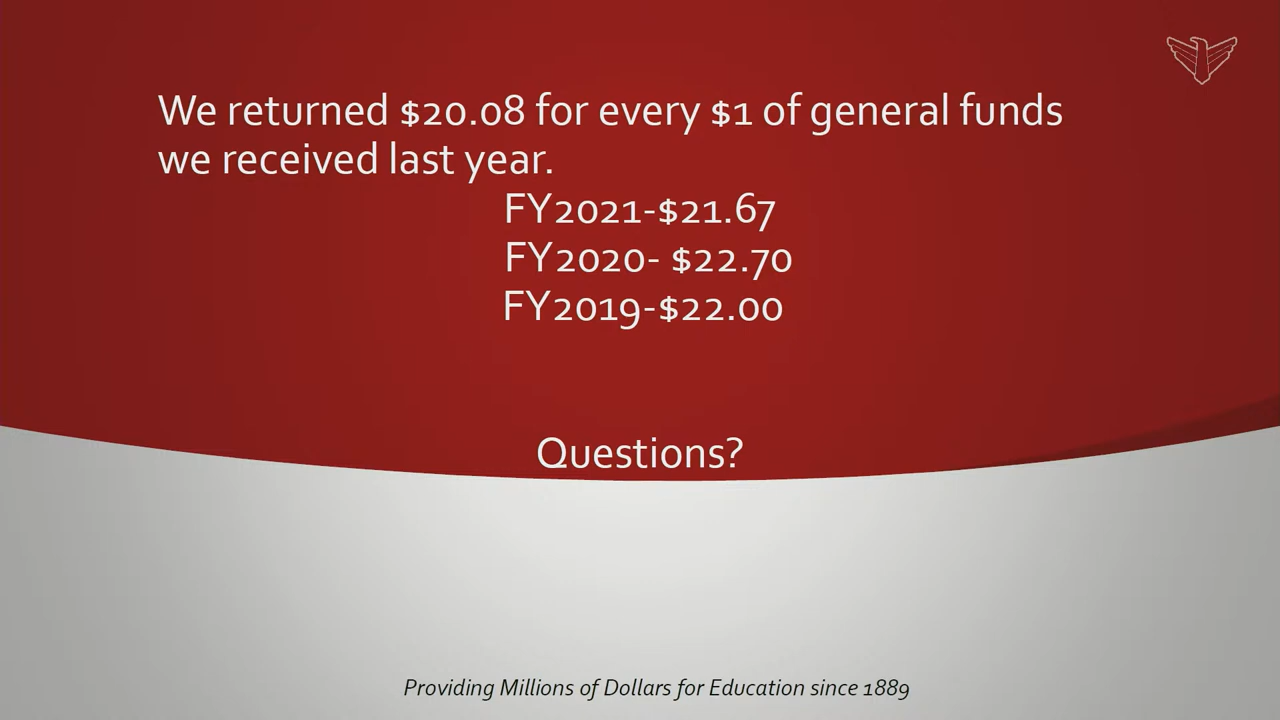 We returned $20.08 for every $1 of general funds
we received last year.
FY2021-$21.67
FY2020- $22.70
FY2019-$22.00
Questions?
Providing Millions of Dollars for Education since 1889